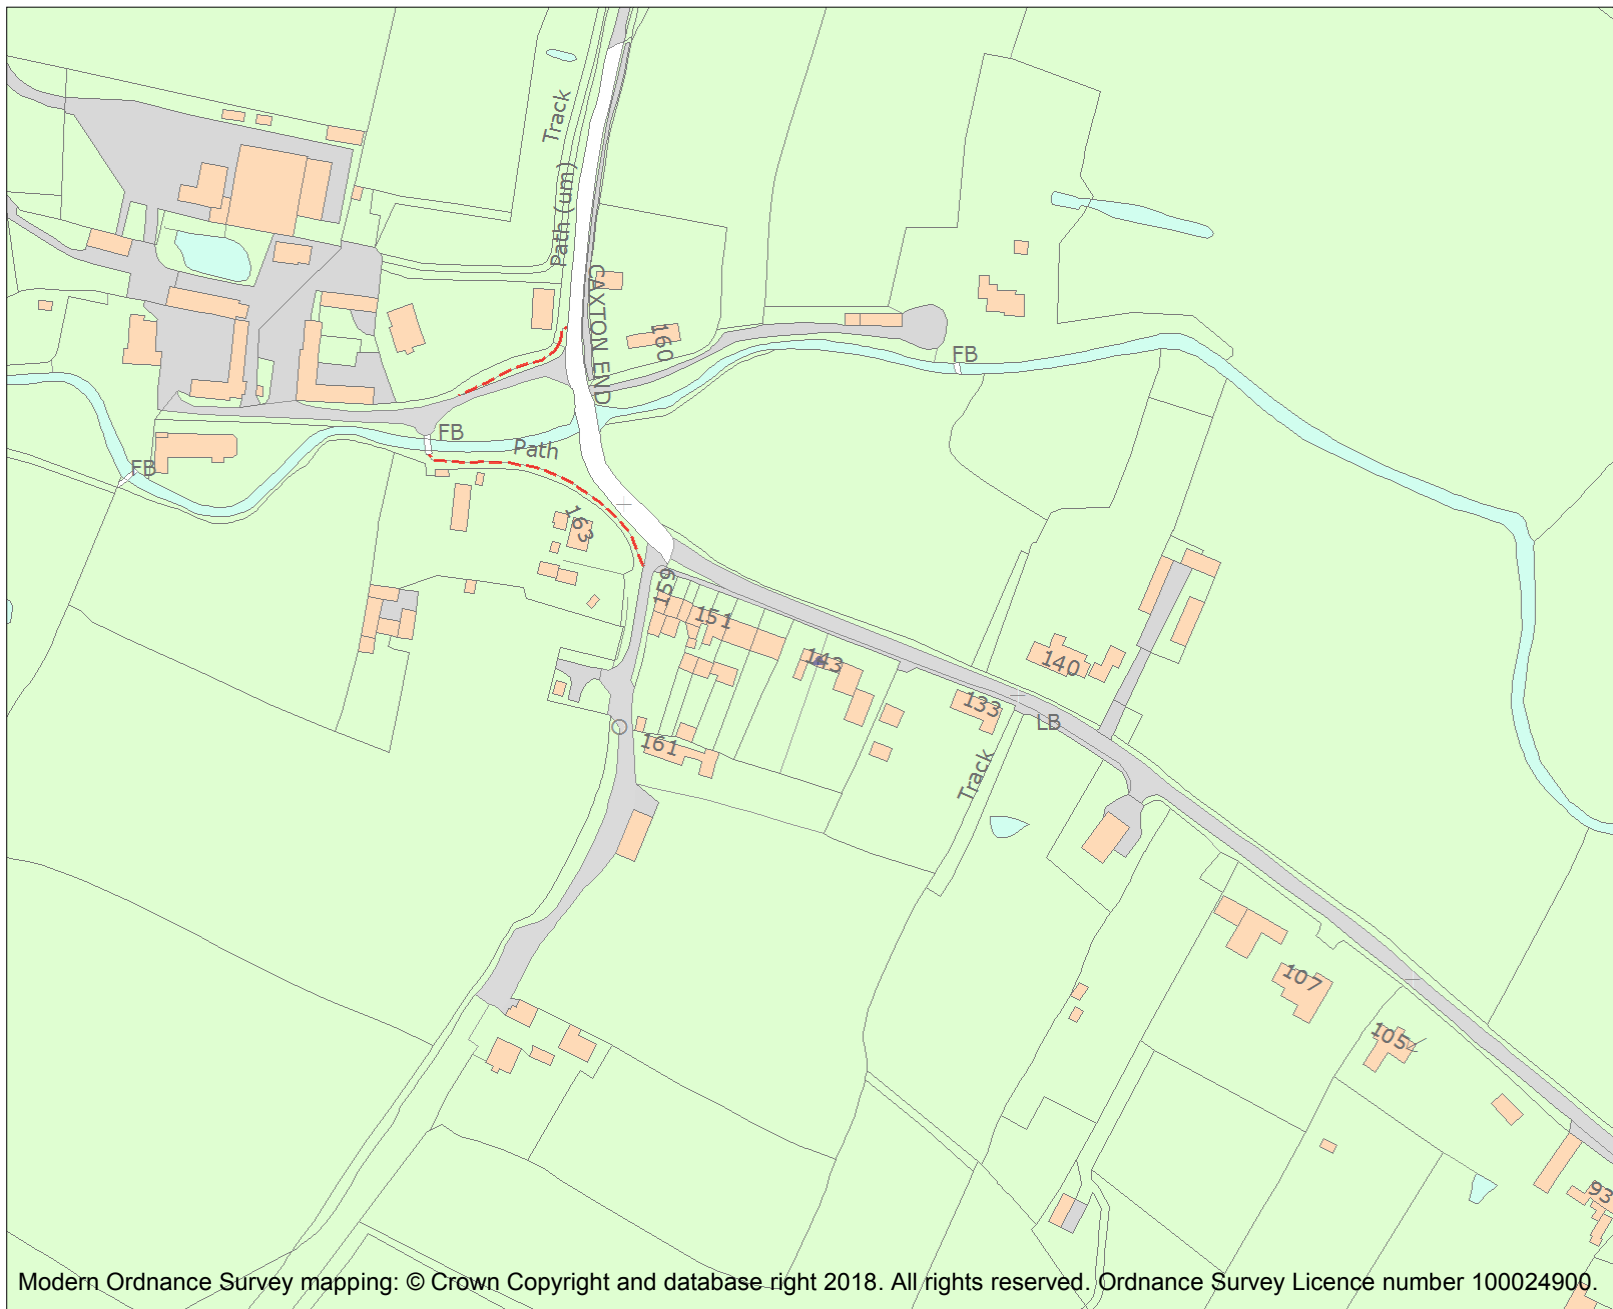 Track
Path (um)
CAXTON END
160
FB
FB
Path
FB
163
159
151
143
140
133
LB
161
Track
107
105
93
Modern Ordnance Survey mapping: © Crown Copyright and database right 2018. All rights reserved. Ordnance Survey Licence number 100024900.